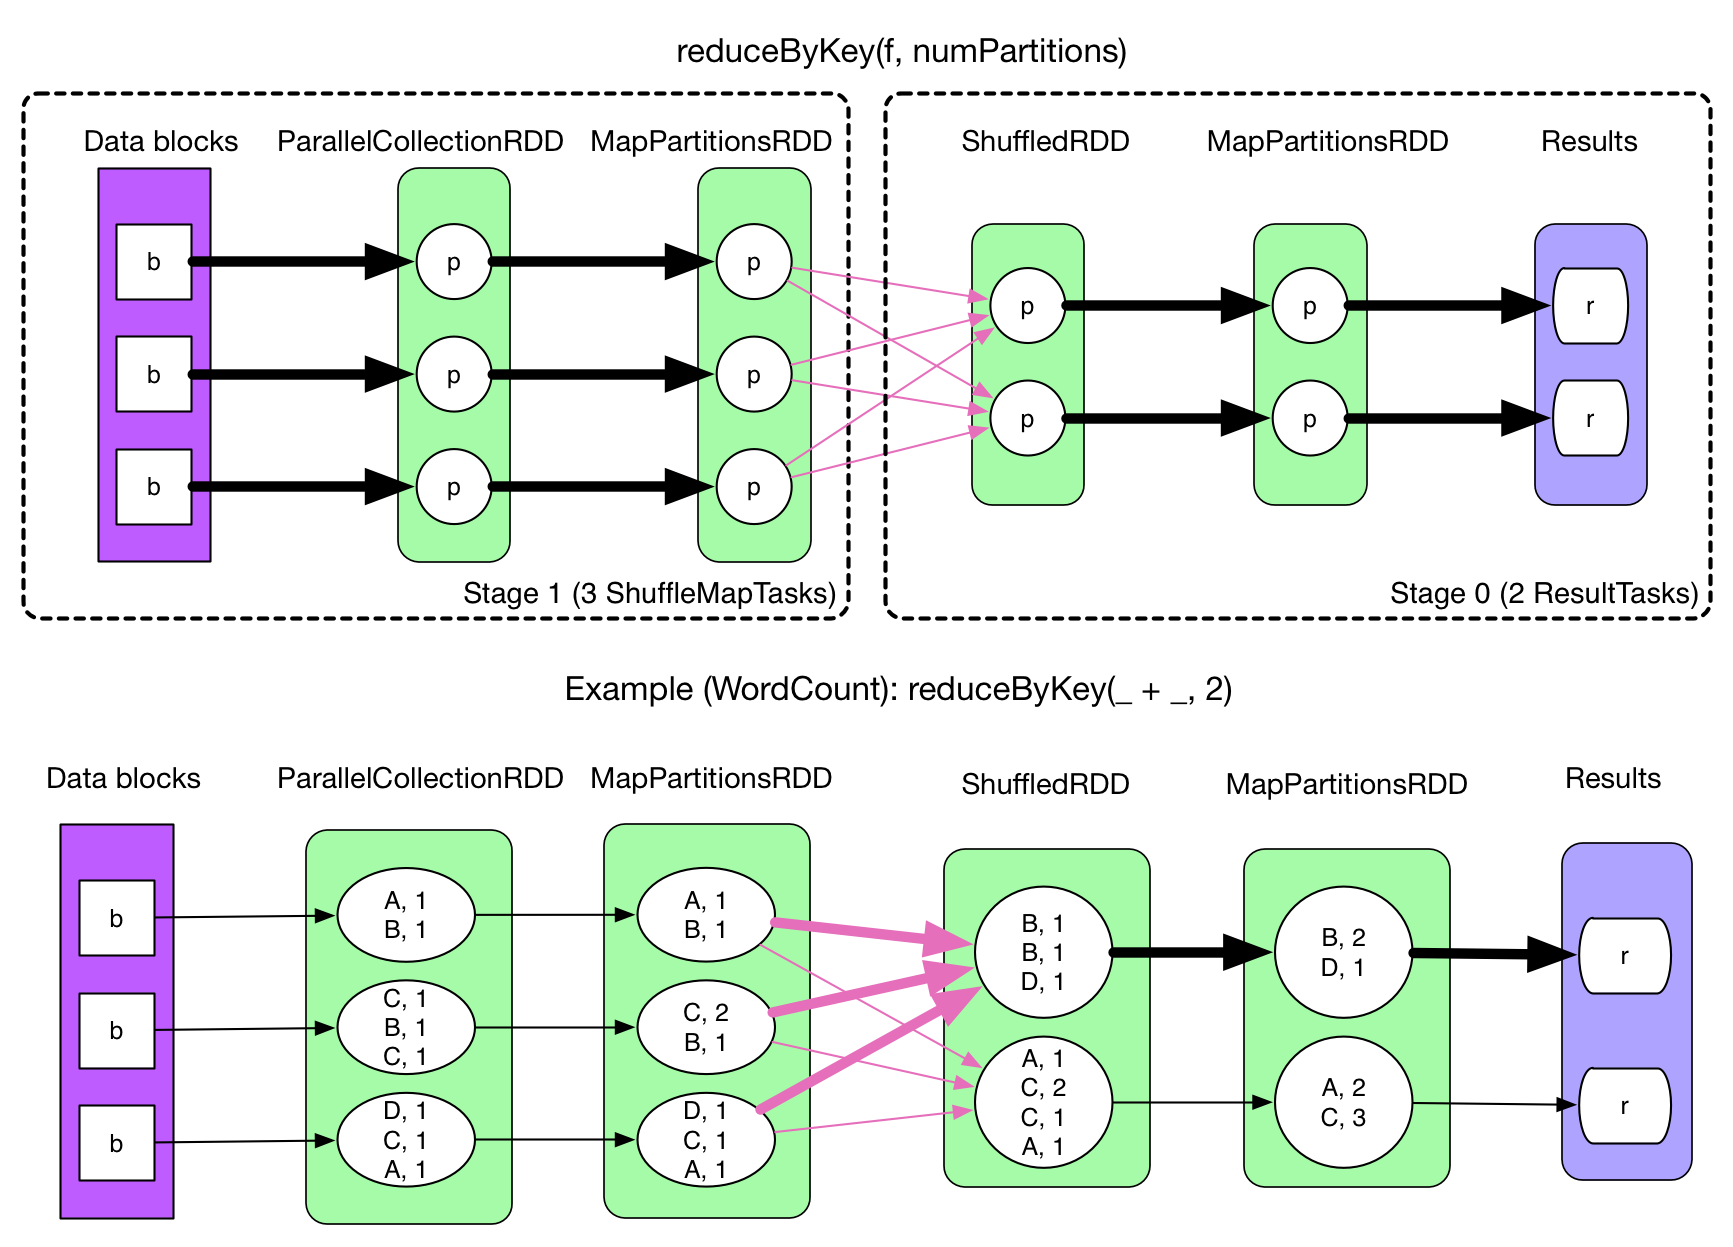 reduceByKey(f, numPartitions)
Data blocks
ParallelCollectionRDD
MapPartitionsRDD
ShuffledRDD
MapPartitionsRDD
Results
b
p
p
p
p
r
b
p
p
p
p
r
b
p
p
Stage 1 (3 ShuffleMapTasks)
Stage 0 (2 ResultTasks)
Example (WordCount): reduceByKey(_ + _, 2)
Data blocks
ParallelCollectionRDD
MapPartitionsRDD
ShuffledRDD
MapPartitionsRDD
Results
b
A, 1
B, 1
A, 1
B, 1
B, 1
B, 1
D, 1
B, 2
D, 1
r
b
C, 1
B, 1
C, 1
C, 2
B, 1
A, 1
C, 2
C, 1
A, 1
A, 2
C, 3
r
b
D, 1
C, 1
A, 1
D, 1
C, 1
A, 1